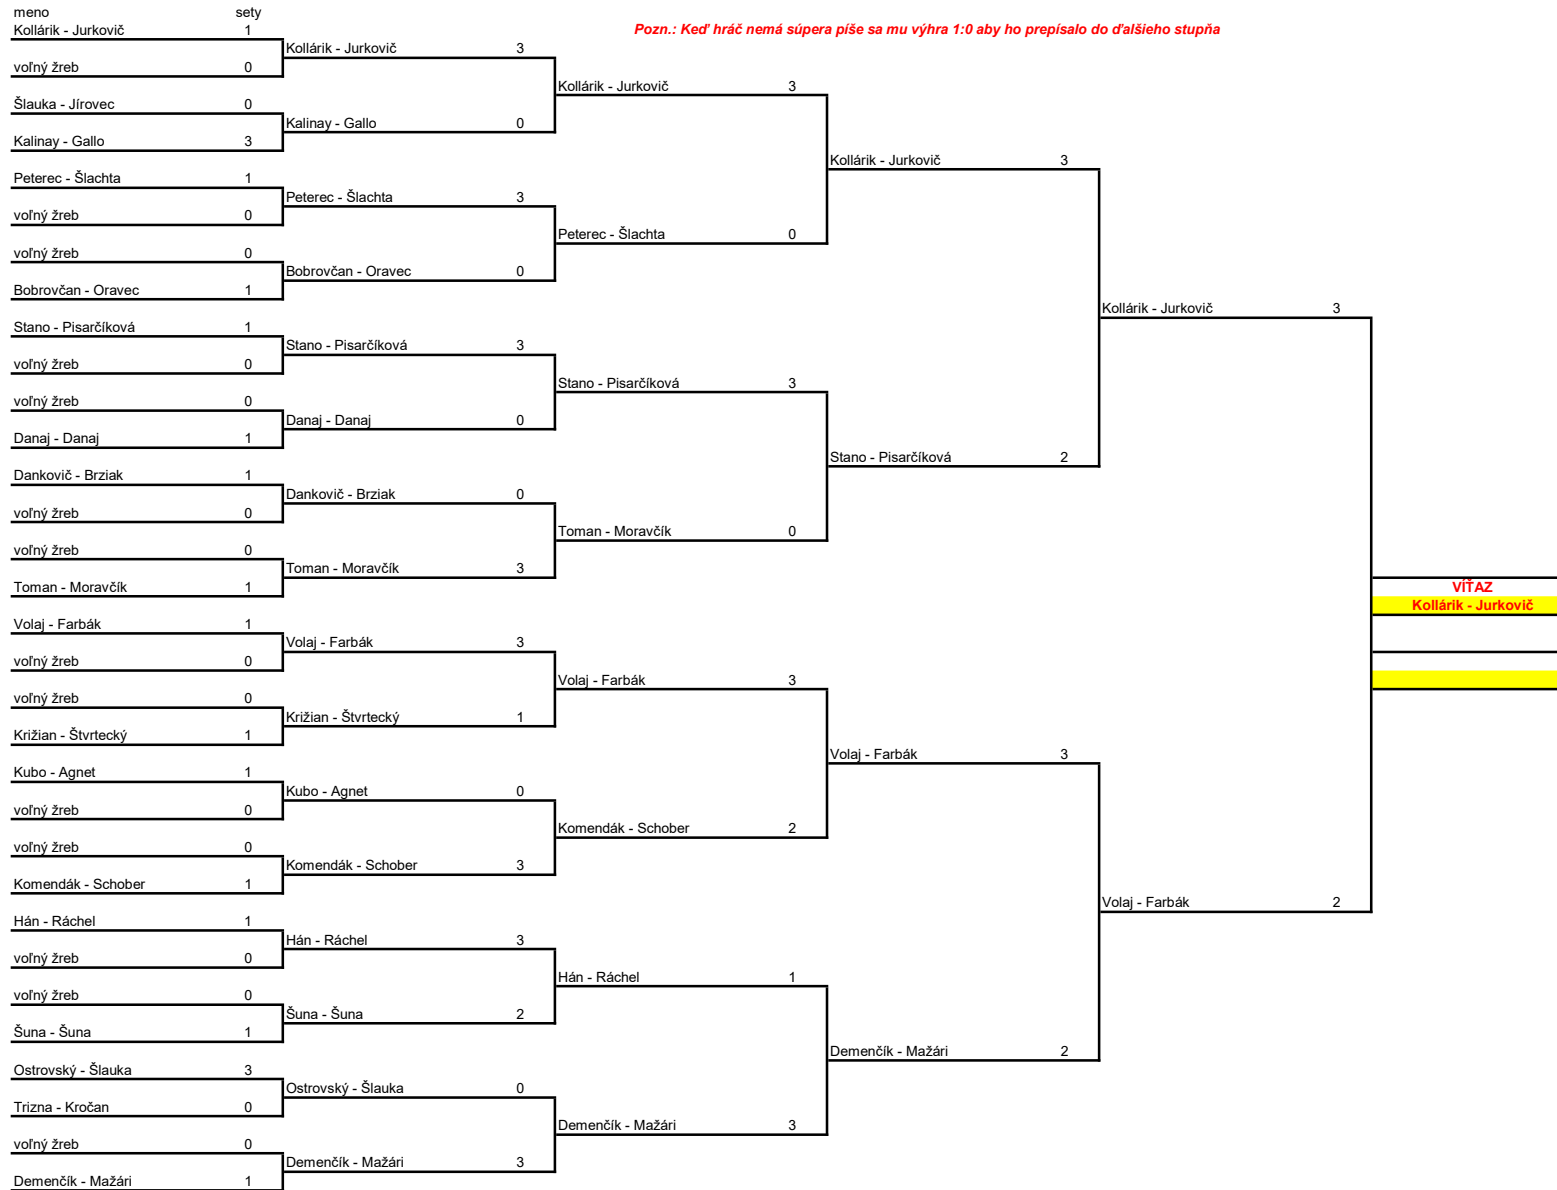 meno sety
Kollárik - Jurkovič 1
Pozn.: Keď hráč nemá súpera píše sa mu výhra 1:0 aby ho prepísalo do ďalšieho stupňa
Kollárik - Jurkovič 3
voľný žreb 0
Kollárik - Jurkovič 3
Šlauka - Jírovec 0
Kalinay - Gallo 0
Kalinay - Gallo 3
Kollárik - Jurkovič 3
Peterec - Šlachta 1
Peterec - Šlachta 3
voľný žreb 0
Peterec - Šlachta 0
voľný žreb 0
Bobrovčan - Oravec 0
Bobrovčan - Oravec 1
Kollárik - Jurkovič 3
Stano - Pisarčíková 1
Stano - Pisarčíková 3
voľný žreb 0
Stano - Pisarčíková 3
voľný žreb 0
Danaj - Danaj 0
Danaj - Danaj 1
Stano - Pisarčíková 2
Dankovič - Brziak 1
Dankovič - Brziak 0
voľný žreb 0
Toman - Moravčík 0
voľný žreb 0
Toman - Moravčík 3
Toman - Moravčík 1
VÍŤAZ
Kollárik - Jurkovič
Volaj - Farbák 1
Volaj - Farbák 3
voľný žreb 0
Volaj - Farbák 3
voľný žreb 0
Križian - Štvrtecký 1
Križian - Štvrtecký 1
Volaj - Farbák 3
Kubo - Agnet 1
Kubo - Agnet 0
voľný žreb 0
Komendák - Schober 2
voľný žreb 0
Komendák - Schober 3
Komendák - Schober 1
Volaj - Farbák 2
Hán - Ráchel 1
Hán - Ráchel 3
voľný žreb 0
Hán - Ráchel 1
voľný žreb 0
Šuna - Šuna 2
Šuna - Šuna 1
Demenčík - Mažári 2
Ostrovský - Šlauka 3
Ostrovský - Šlauka 0
Trizna - Kročan 0
Demenčík - Mažári 3
voľný žreb 0
Demenčík - Mažári 3
Demenčík - Mažári 1